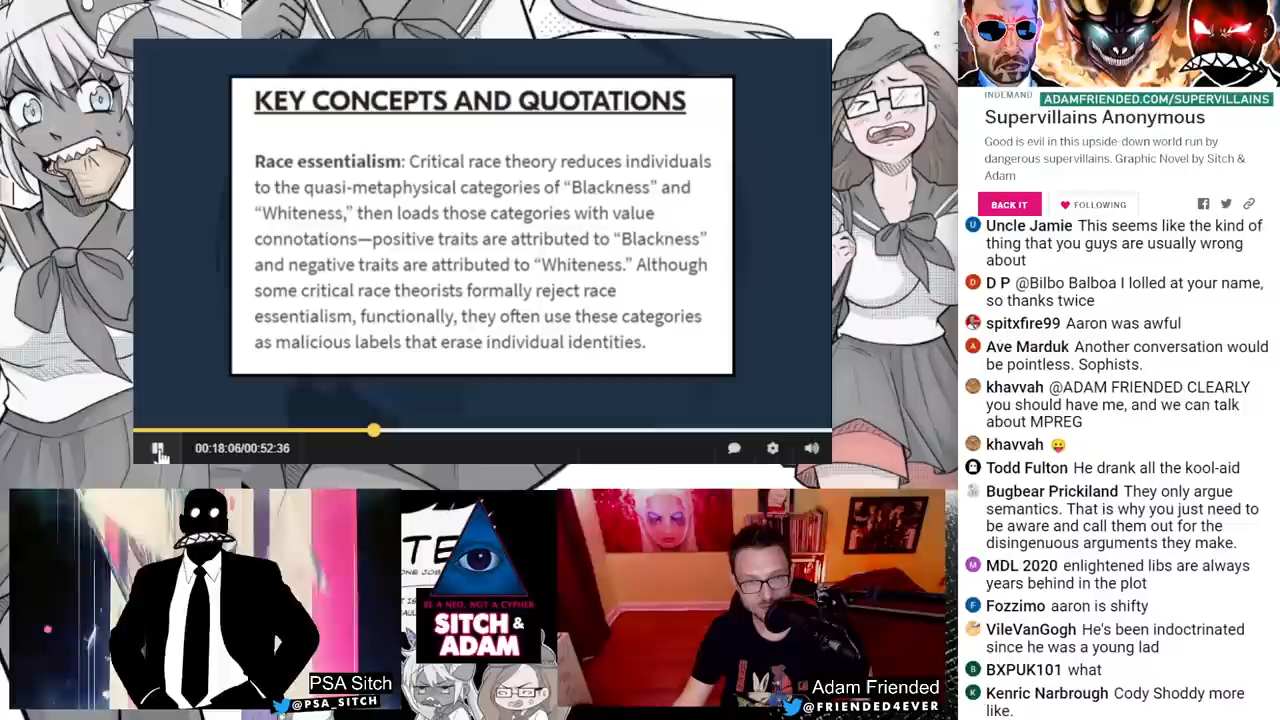 KEY CONCEPTS AND QUOTATIONS
Race essentialism: Critical race theory reduces individuals
to the quasi-metaphysical categories of “Blackness” and
“Whiteness,” then loads those categories with value
connotations—positive traits are attributed to “Blackness”
and negative traits are attributed to “Whiteness.” Although
some critical race theorists formally reject race
essentialism, functionally, they often use these categories
as malicious labels that erase individual identities.
00:18:06/00:52:36
BE A NEO, NOT A CYPHER
SITCH &
ADAM
PSA Sitch
@PSA_SITCH
Adam Friended
@FRIENDED4EVER
INDEMAND
ADAMFRIENDED.COM/SUPERVILLAINS
Supervillains Anonymous
Good is evil in this upside-down world run by
dangerous supervillains. Graphic Novel by Sitch &
Adam
BACK IT
FOLLOWING
Uncle Jamie This seems like the kind of
thing that you guys are usually wrong
about
D P @Bilbo Balboa I lolled at your name,
so thanks twice
spitxfire99 Aaron was awful
Ave Marduk Another conversation would
be pointless. Sophists.
khavvah @ADAM FRIENDED CLEARLY
you should have me, and we can talk
about MPREG
khavvah 😛
Todd Fulton He drank all the kool-aid
Bugbear Prickiland They only argue
semantics. That is why you just need to
be aware and call them out for the
disingenuous arguments they make.
MDL 2020 enlightened libs are always
years behind in the plot
Fozzimo aaron is shifty
VileVanGogh He's been indoctrinated
since he was a young lad
BXPUK101 what
Kenric Narbrough Cody Shoddy more
like.